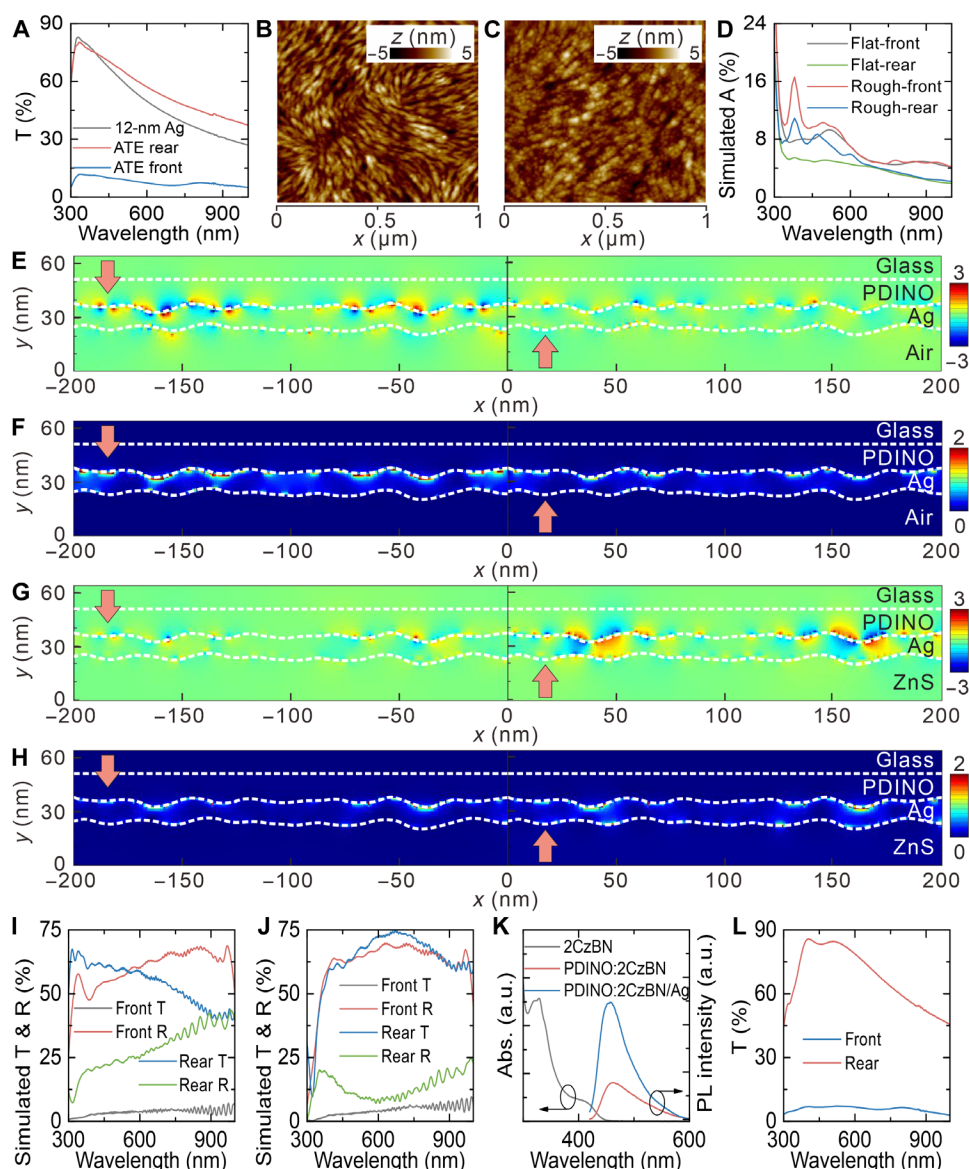 A
T (%)
90
60
30
0
12-nm Ag
ATE rear
ATE front
300 600 900
Wavelength (nm)
B
z (nm)
−5 5
0 0.5 1
x (μm)
C
z (nm)
−5 5
0 0.5 1
x (μm)
D
Simulated A (%)
24
16
8
0
Flat-front
Flat-rear
Rough-front
Rough-rear
300 600 900
Wavelength (nm)
E
y (nm)
60
30
0
Glass
PDINO
Ag
Air
3
−3
−200 −150 −100 −50 0 50 100 150 200
x (nm)
F
y (nm)
60
30
0
Glass
PDINO
Ag
Air
2
0
−200 −150 −100 −50 0 50 100 150 200
x (nm)
G
y (nm)
60
30
0
Glass
PDINO
Ag
ZnS
3
−3
−200 −150 −100 −50 0 50 100 150 200
x (nm)
H
y (nm)
60
30
0
Glass
PDINO
Ag
ZnS
2
0
−200 −150 −100 −50 0 50 100 150 200
x (nm)
I
Simulated T & R (%)
75
50
25
0
Front T
Front R
Rear T
Rear R
300 600 900
Wavelength (nm)
J
Simulated T & R (%)
75
50
25
0
Front T
Front R
Rear T
Rear R
300 600 900
Wavelength (nm)
K
Abs. (a.u.)
2CzBN
PDINO:2CzBN
PDINO:2CzBN/Ag
PL intensity (a.u.)
400 500 600
Wavelength (nm)
L
T (%)
90
60
30
0
Front
Rear
300 600 900
Wavelength (nm)